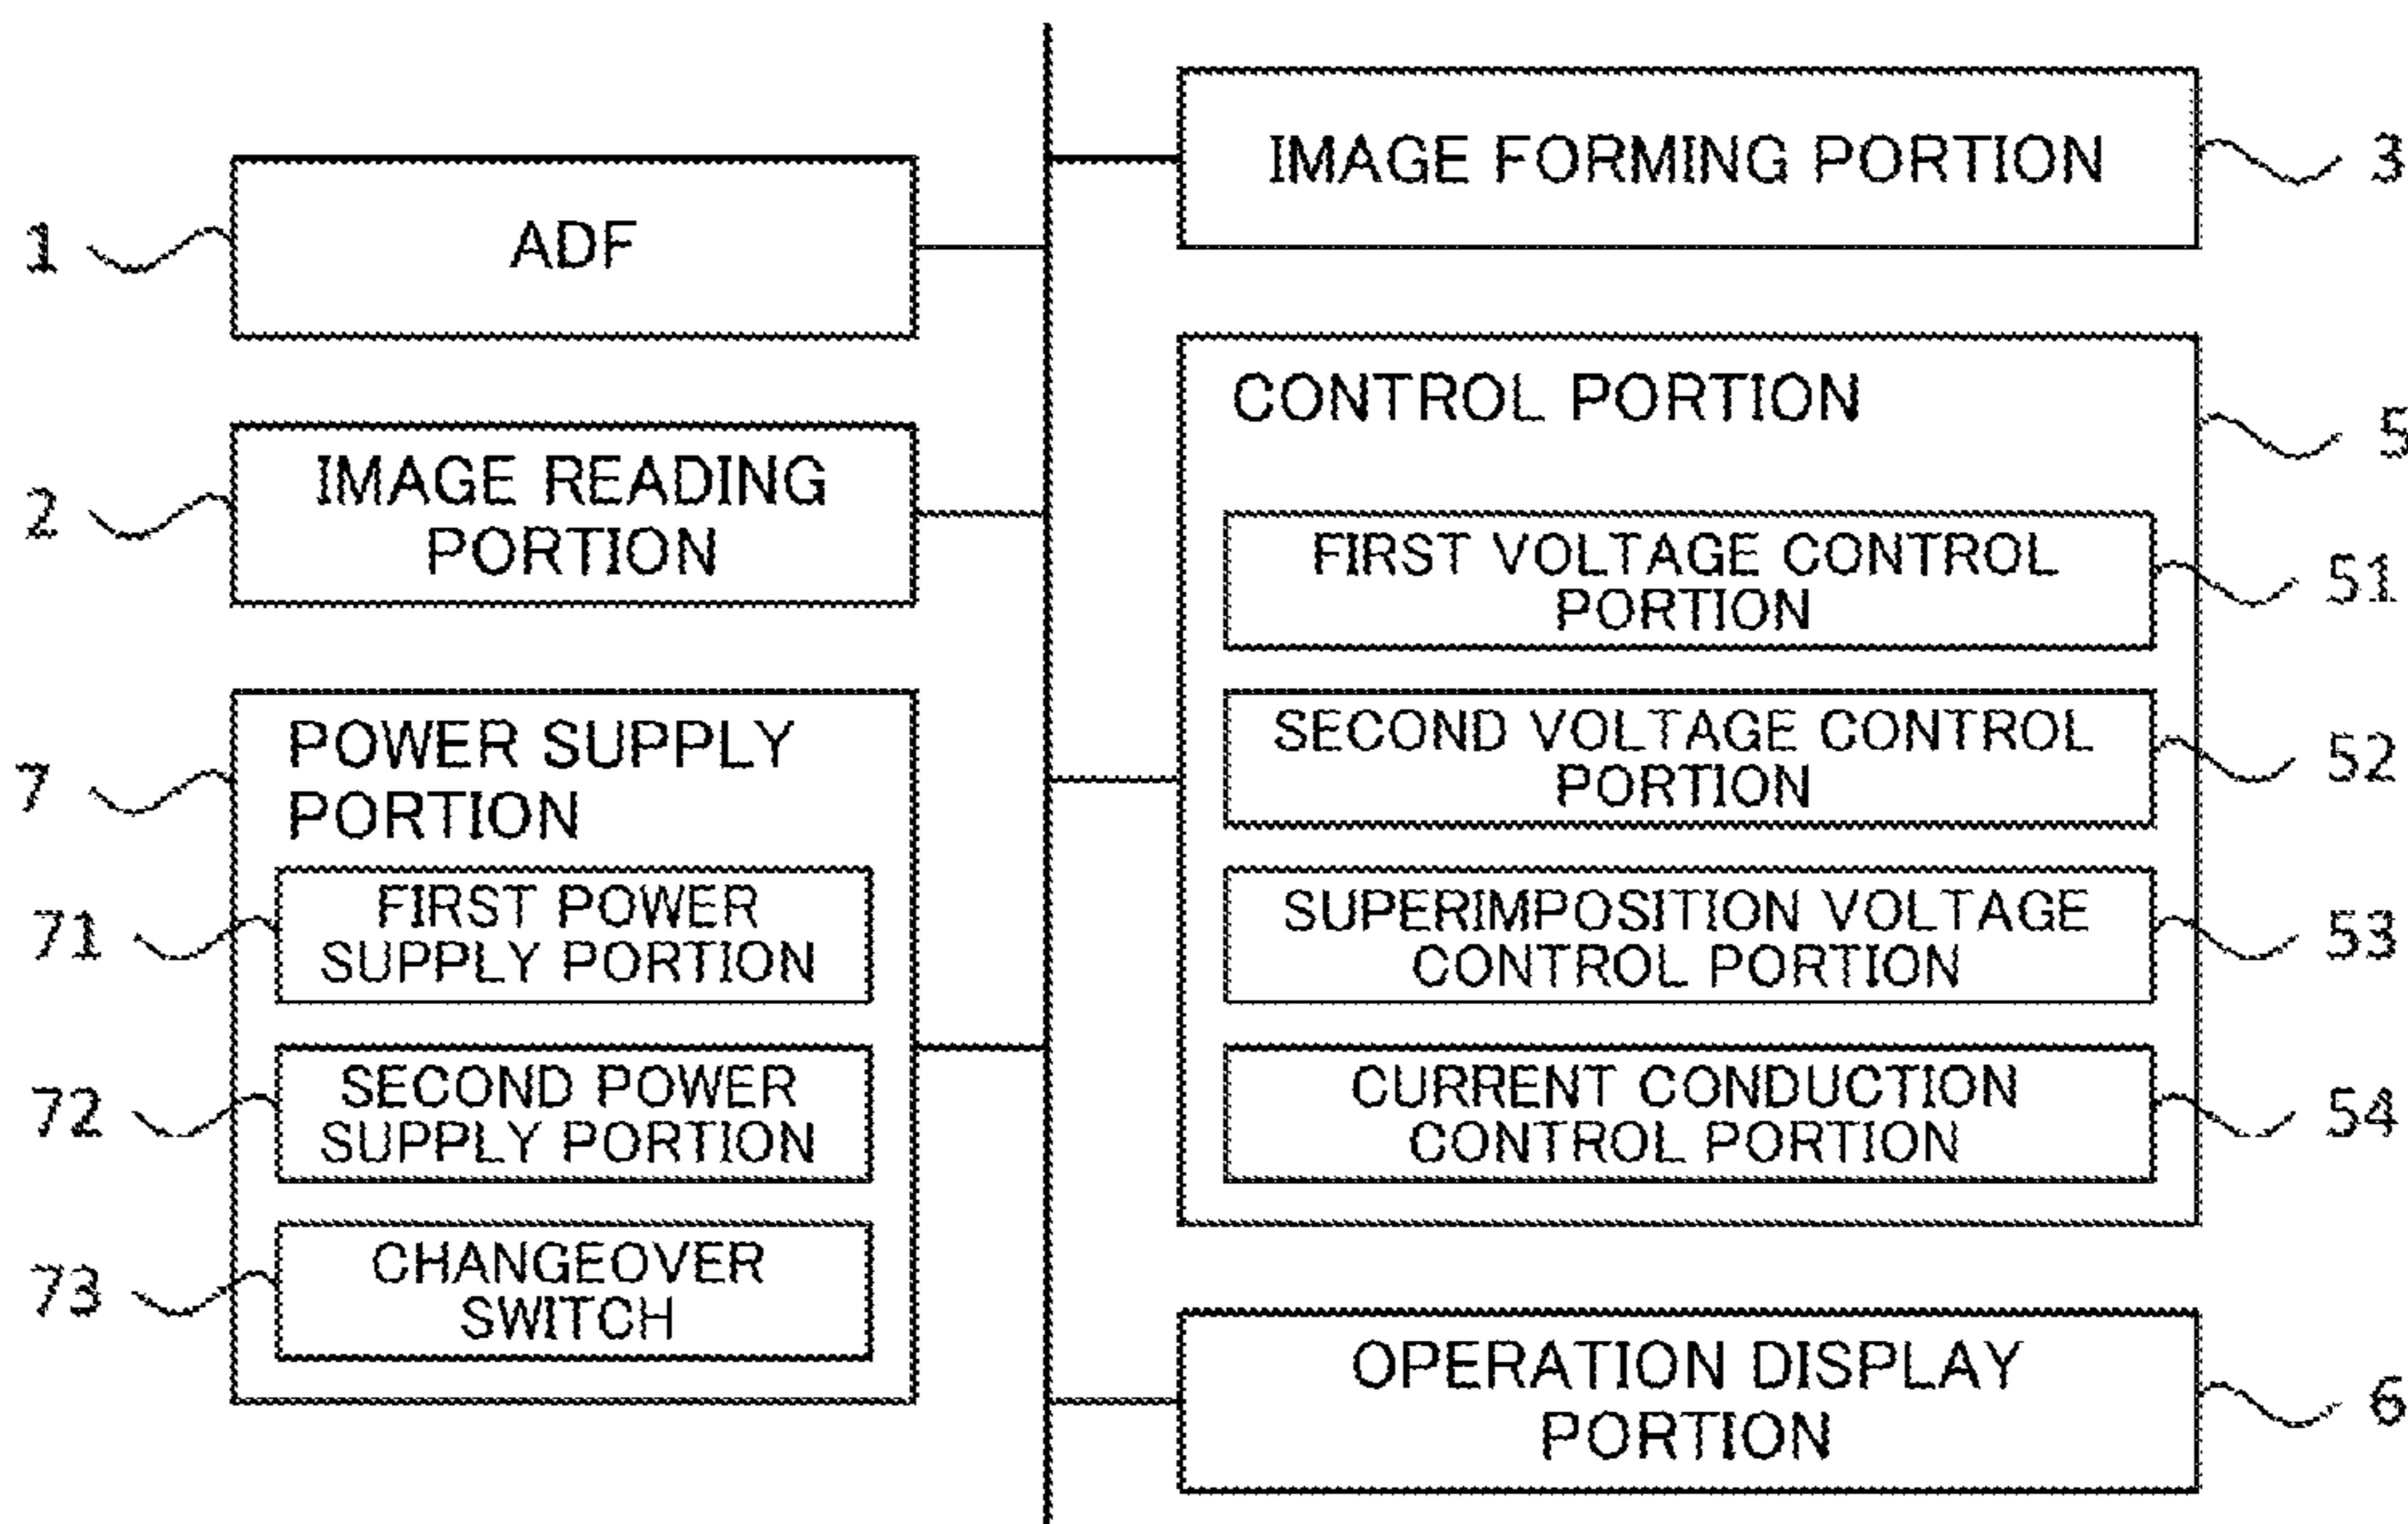 1
ADF
2
IMAGE READING
PORTION
7
POWER SUPPLY
PORTION
71
FIRST POWER
SUPPLY PORTION
72
SECOND POWER
SUPPLY PORTION
73
CHANGEOVER
SWITCH
IMAGE FORMING PORTION
3
CONTROL PORTION
5
FIRST VOLTAGE CONTROL
PORTION
51
SECOND VOLTAGE CONTROL
PORTION
52
SUPERIMPOSITION VOLTAGE
CONTROL PORTION
53
CURRENT CONDUCTION
CONTROL PORTION
54
OPERATION DISPLAY
PORTION
6